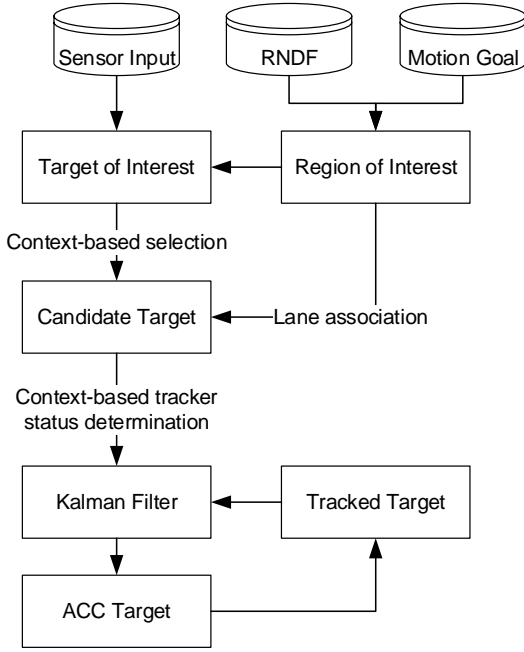 Sensor Input
RNDF
Motion Goal
Target of Interest
Region of Interest
Context-based selection
Candidate Target
Lane association
Context-based tracker
status determination
Kalman Filter
Tracked Target
ACC Target